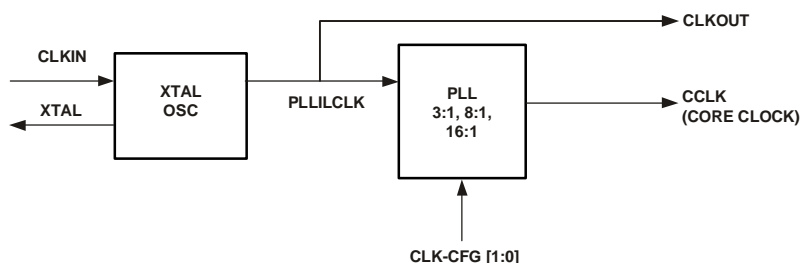 CLKOUT
CLKIN
XTAL
XTAL
OSC
PLLILCLK
PLL
3:1, 8:1,
16:1
CCLK
(CORE CLOCK)
CLK-CFG [1:0]